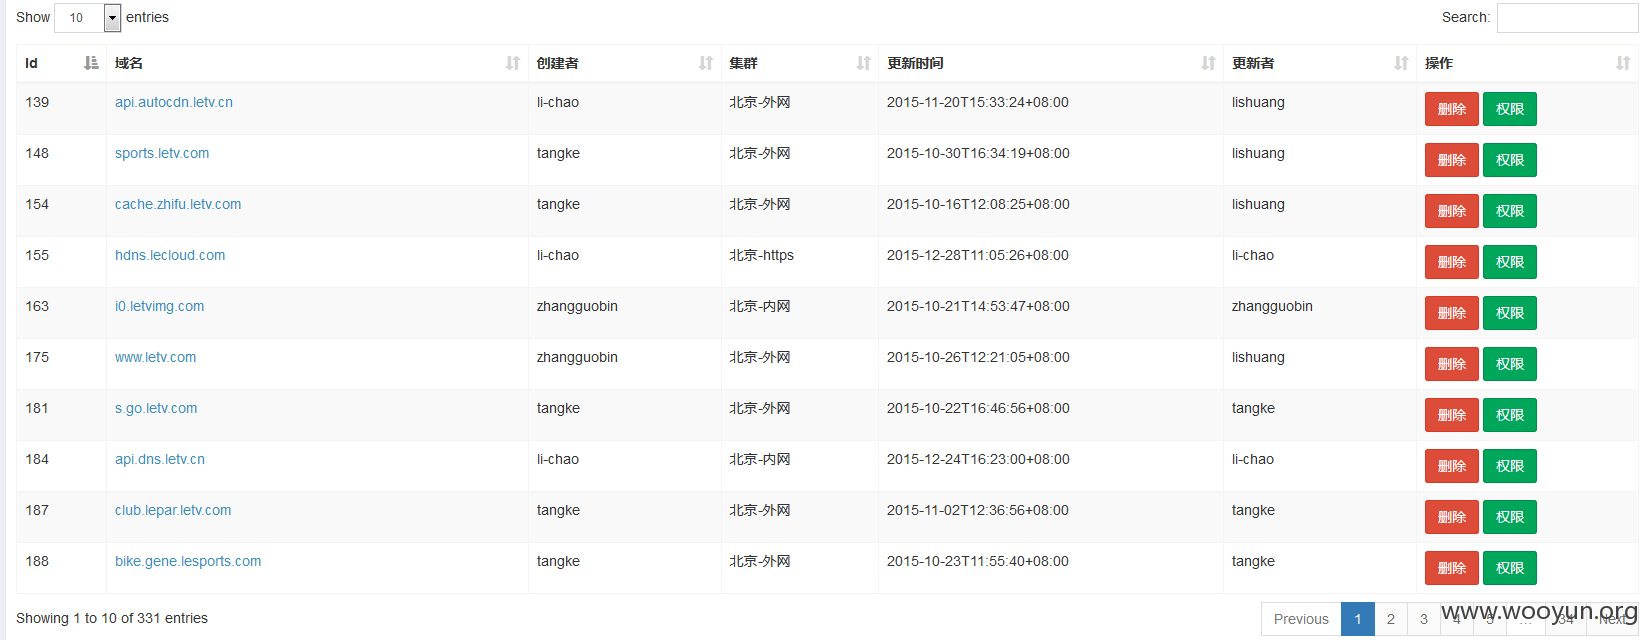 Show 10 entries Search:
Id 域名 创建者 集群 更新时间 更新者 操作
139 api.autocdn.letv.cn li-chao 北京-外网 2015-11-20T15:33:24+08:00 lishuang 删除 权限
148 sports.letv.com tangke 北京-外网 2015-10-30T16:34:19+08:00 lishuang 删除 权限
154 cache.zhifu.letv.com tangke 北京-外网 2015-10-16T12:08:25+08:00 lishuang 删除 权限
155 hdns.lecloud.com li-chao 北京-https 2015-12-28T11:05:26+08:00 li-chao 删除 权限
163 i0.letvimg.com zhangguobin 北京-内网 2015-10-21T14:53:47+08:00 zhangguobin 删除 权限
175 www.letv.com zhangguobin 北京-外网 2015-10-26T12:21:05+08:00 lishuang 删除 权限
181 s.go.letv.com tangke 北京-外网 2015-10-22T16:46:56+08:00 tangke 删除 权限
184 api.dns.letv.cn li-chao 北京-内网 2015-12-24T16:23:00+08:00 li-chao 删除 权限
187 club.lepar.letv.com tangke 北京-外网 2015-11-02T12:36:56+08:00 tangke 删除 权限
188 bike.gene.lesports.com tangke 北京-外网 2015-10-23T11:55:40+08:00 tangke 删除 权限
Showing 1 to 10 of 331 entries Previous 1 2 3 4 5 … 34 Next
www.wooyun.org